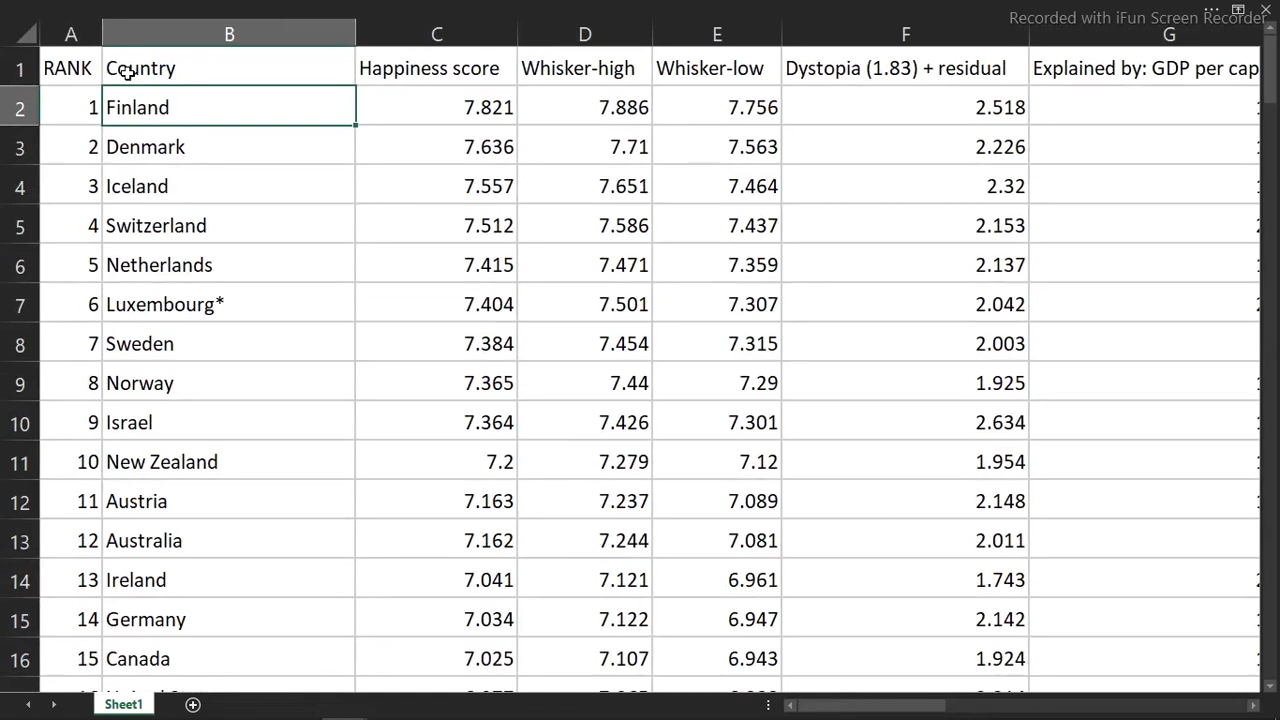 Recorded with iFun Screen Recorder
A B C D E F G
1 RANK Country Happiness score Whisker-high Whisker-low Dystopia (1.83) + residual Explained by: GDP per cap
2 1 Finland 7.821 7.886 7.756 2.518
3 2 Denmark 7.636 7.71 7.563 2.226
4 3 Iceland 7.557 7.651 7.464 2.32
5 4 Switzerland 7.512 7.586 7.437 2.153
6 5 Netherlands 7.415 7.471 7.359 2.137
7 6 Luxembourg* 7.404 7.501 7.307 2.042
8 7 Sweden 7.384 7.454 7.315 2.003
9 8 Norway 7.365 7.44 7.29 1.925
10 9 Israel 7.364 7.426 7.301 2.634
11 10 New Zealand 7.2 7.279 7.12 1.954
12 11 Austria 7.163 7.237 7.089 2.148
13 12 Australia 7.162 7.244 7.081 2.011
14 13 Ireland 7.041 7.121 6.961 1.743
15 14 Germany 7.034 7.122 6.947 2.142
16 15 Canada 7.025 7.107 6.943 1.924
Sheet1